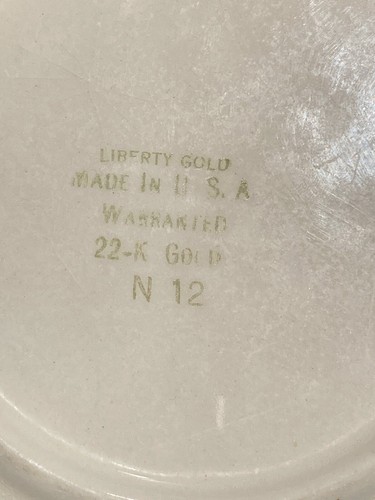 LIBERTY GOLD
MADE IN U S. A
WARRANTED
22-K GOLD
N 12